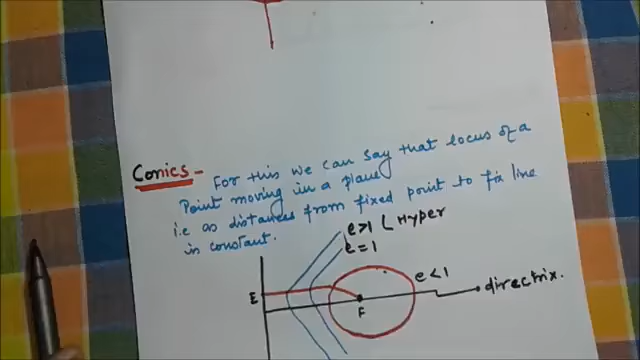 Conics - For this we can say that locus of a
Point moving in a plane
i.e as distances from fixed point to fix line
is constant.
e>1 ( Hyper
e=1
e<1
E
F
directrix.